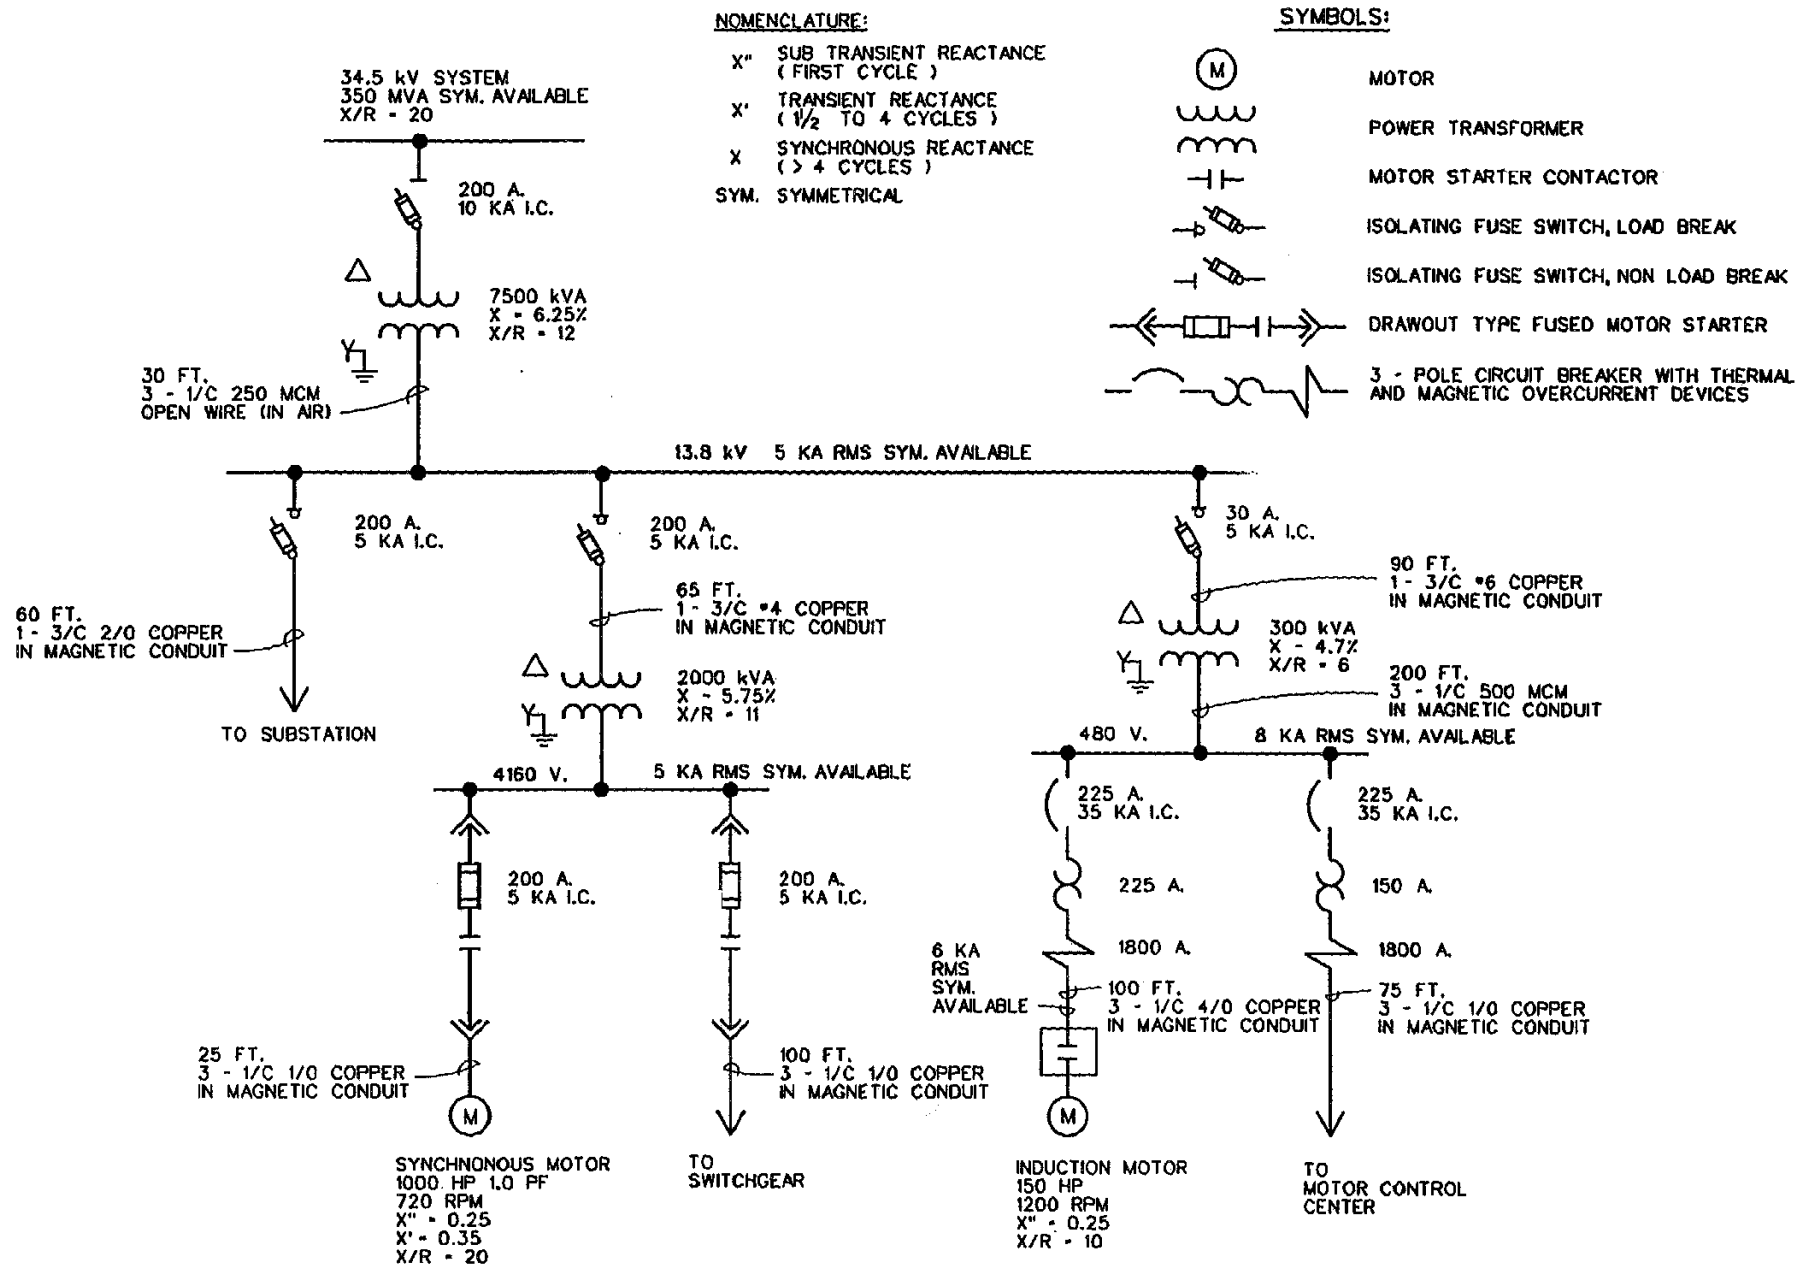 NOMENCLATURE:
X" SUB TRANSIENT REACTANCE
( FIRST CYCLE )
X' TRANSIENT REACTANCE
( 1 1/2 TO 4 CYCLES )
X SYNCHRONOUS REACTANCE
( > 4 CYCLES )
SYM. SYMMETRICAL
SYMBOLS:
M MOTOR
POWER TRANSFORMER
MOTOR STARTER CONTACTOR
ISOLATING FUSE SWITCH, LOAD BREAK
ISOLATING FUSE SWITCH, NON LOAD BREAK
DRAWOUT TYPE FUSED MOTOR STARTER
3 - POLE CIRCUIT BREAKER WITH THERMAL
AND MAGNETIC OVERCURRENT DEVICES
34.5 kV SYSTEM
350 MVA SYM. AVAILABLE
X/R - 20
200 A.
10 KA I.C.
7500 kVA
X - 6.25%
X/R - 12
30 FT.
3 - 1/C 250 MCM
OPEN WIRE (IN AIR)
13.8 kV 5 KA RMS SYM. AVAILABLE
200 A.
5 KA I.C.
60 FT.
1 - 3/C 2/0 COPPER
IN MAGNETIC CONDUIT
TO SUBSTATION
200 A.
5 KA I.C.
65 FT.
1 - 3/C #4 COPPER
IN MAGNETIC CONDUIT
2000 kVA
X - 5.75%
X/R - 11
4160 V. 5 KA RMS SYM. AVAILABLE
200 A.
5 KA I.C.
25 FT.
3 - 1/C 1/0 COPPER
IN MAGNETIC CONDUIT
M
SYNCHNONOUS MOTOR
1000 HP 1.0 PF
720 RPM
X" - 0.25
X' - 0.35
X/R - 20
200 A.
5 KA I.C.
100 FT.
3 - 1/C 1/0 COPPER
IN MAGNETIC CONDUIT
TO
SWITCHGEAR
30 A.
5 KA I.C.
90 FT.
1 - 3/C #6 COPPER
IN MAGNETIC CONDUIT
300 kVA
X - 4.7%
X/R - 6
200 FT.
3 - 1/C 500 MCM
IN MAGNETIC CONDUIT
480 V. 8 KA RMS SYM. AVAILABLE
225 A.
35 KA I.C.
225 A.
1800 A.
6 KA
RMS
SYM.
AVAILABLE
100 FT.
3 - 1/C 4/0 COPPER
IN MAGNETIC CONDUIT
M
INDUCTION MOTOR
150 HP
1200 RPM
X" - 0.25
X/R - 10
225 A.
35 KA I.C.
150 A.
1800 A.
75 FT.
3 - 1/C 1/0 COPPER
IN MAGNETIC CONDUIT
TO
MOTOR CONTROL
CENTER